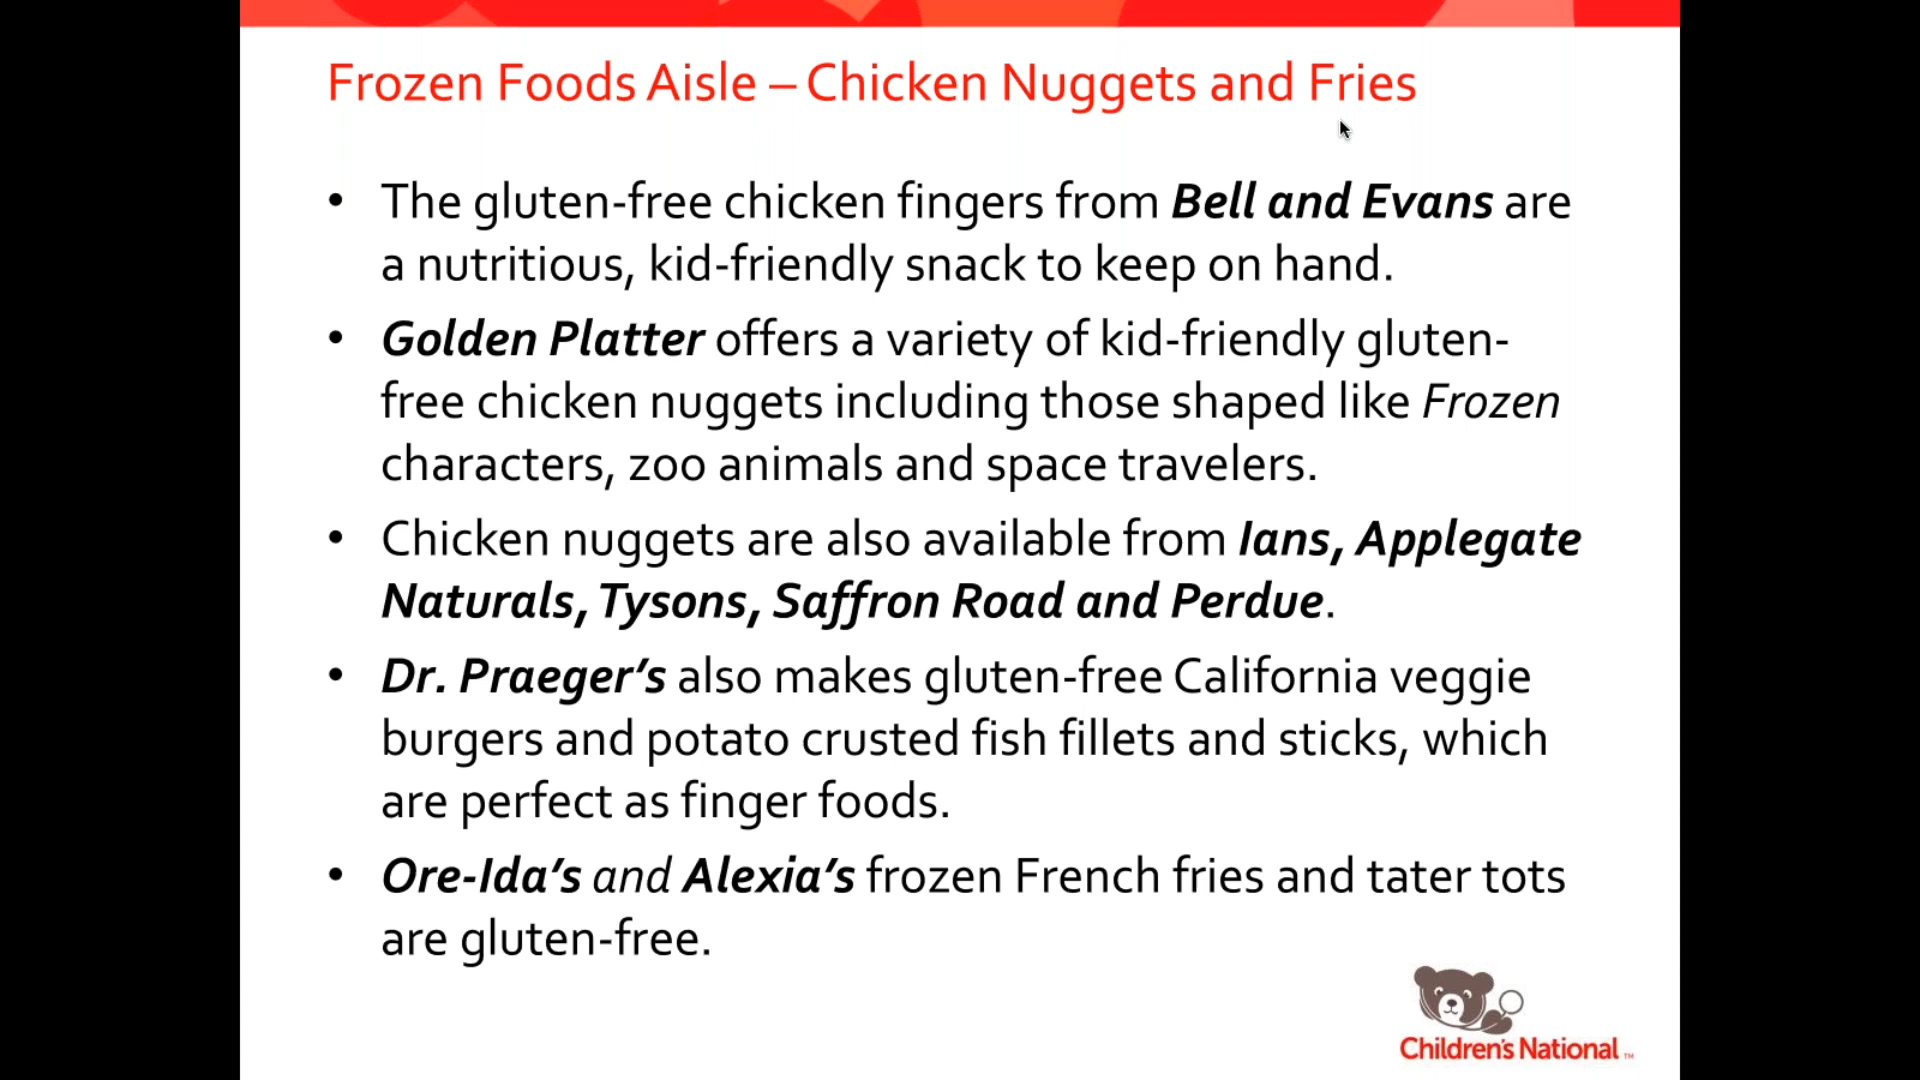 Frozen Foods Aisle – Chicken Nuggets and Fries
• The gluten-free chicken fingers from Bell and Evans are
a nutritious, kid-friendly snack to keep on hand.
• Golden Platter offers a variety of kid-friendly gluten-
free chicken nuggets including those shaped like Frozen
characters, zoo animals and space travelers.
• Chicken nuggets are also available from Ians, Applegate
Naturals, Tysons, Saffron Road and Perdue.
• Dr. Praeger’s also makes gluten-free California veggie
burgers and potato crusted fish fillets and sticks, which
are perfect as finger foods.
• Ore-Ida’s and Alexia’s frozen French fries and tater tots
are gluten-free.
Children's National ™